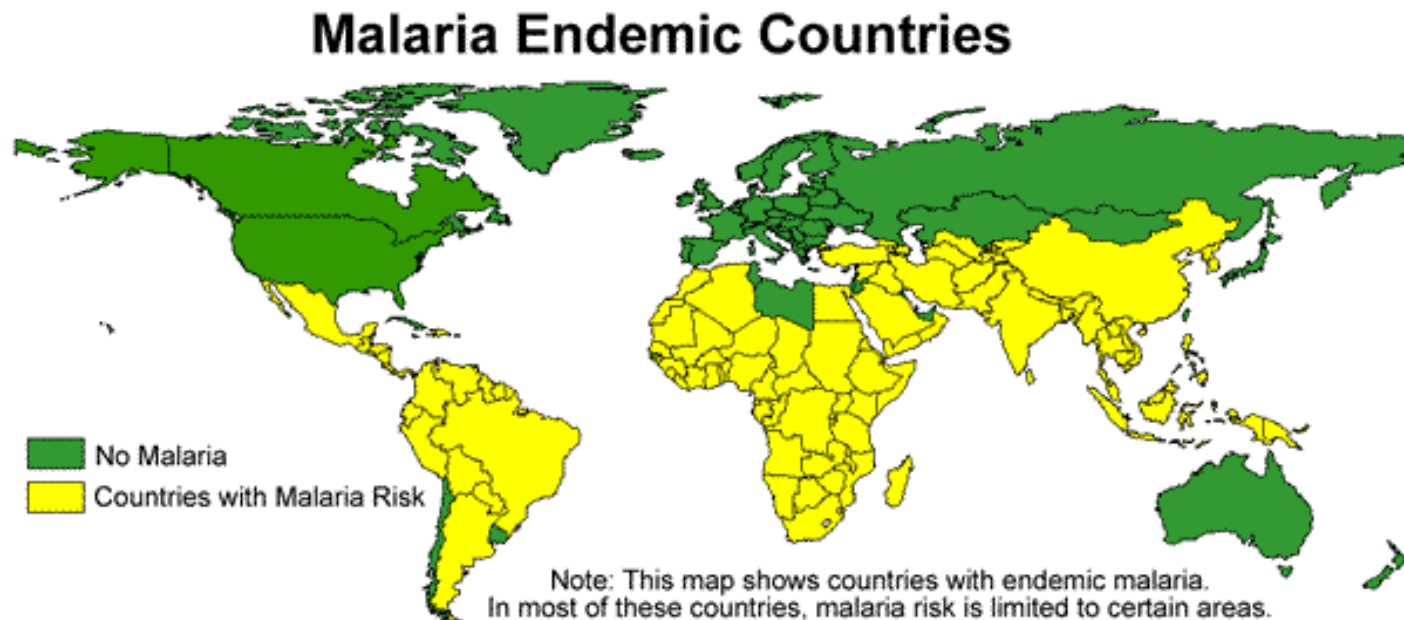 Malaria Endemic Countries
No Malaria
Countries with Malaria Risk
Note: This map shows countries with endemic malaria.
In most of these countries, malaria risk is limited to certain areas.